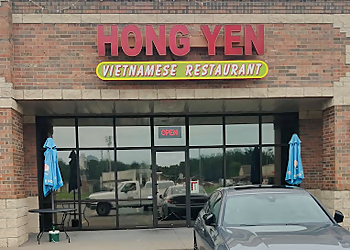 HONG YEN
VIETNAMESE RESTAURANT
OPEN